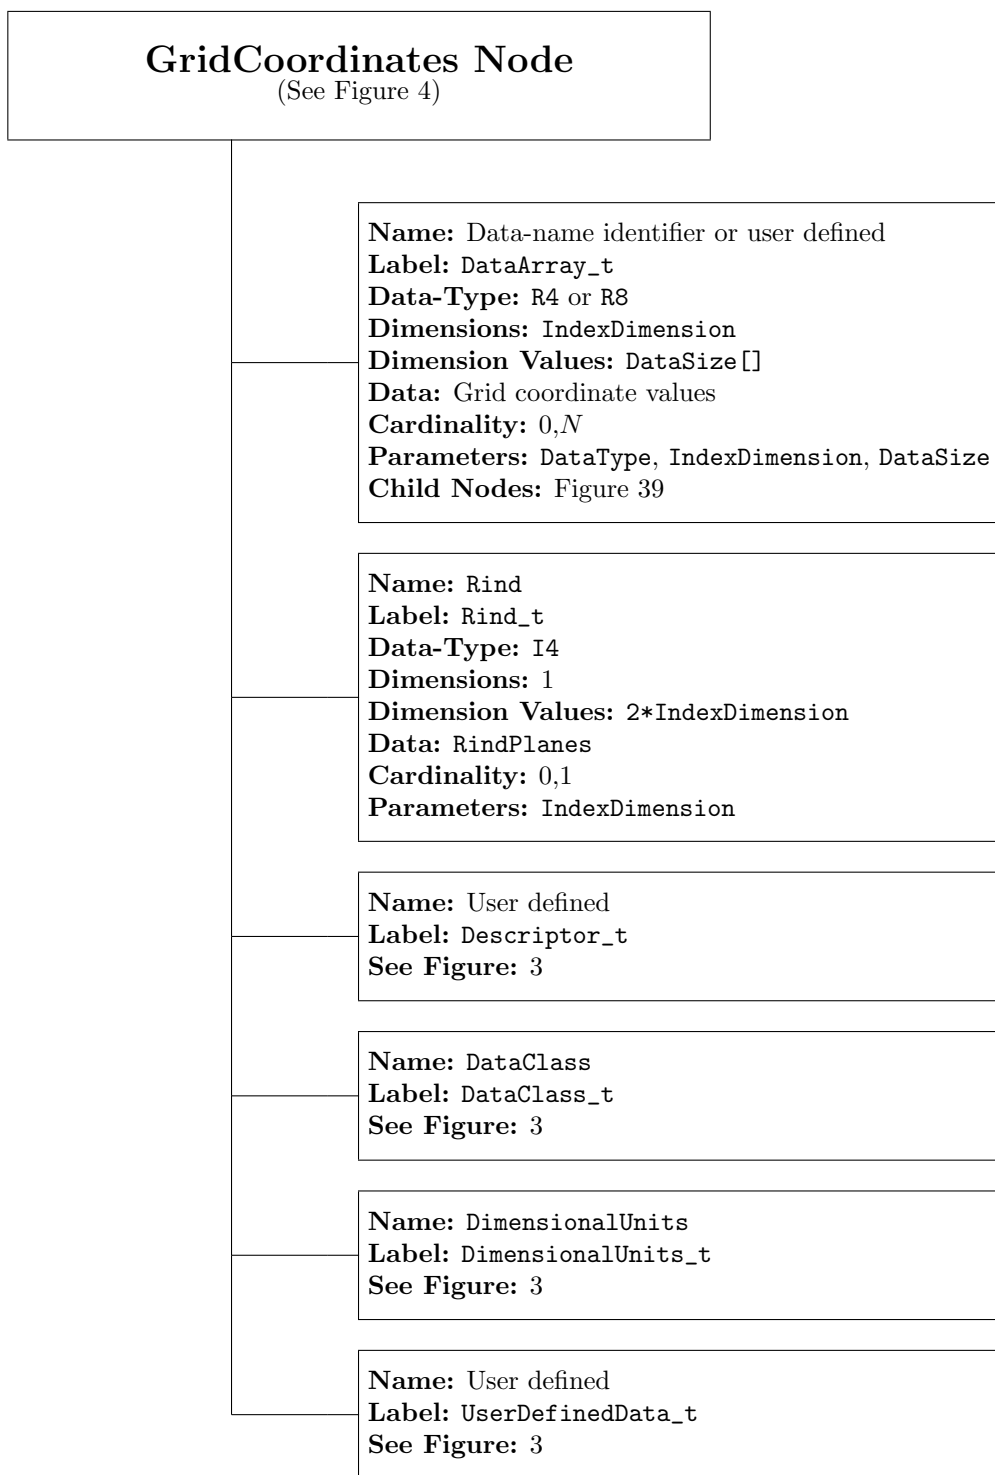 GridCoordinates Node
(See Figure 4)
Name: Data-name identifier or user defined
Label: DataArray_t
Data-Type: R4 or R8
Dimensions: IndexDimension
Dimension Values: DataSize[]
Data: Grid coordinate values
Cardinality: 0,N
Parameters: DataType, IndexDimension, DataSize
Child Nodes: Figure 39
Name: Rind
Label: Rind_t
Data-Type: I4
Dimensions: 1
Dimension Values: 2*IndexDimension
Data: RindPlanes
Cardinality: 0,1
Parameters: IndexDimension
Name: User defined
Label: Descriptor_t
See Figure: 3
Name: DataClass
Label: DataClass_t
See Figure: 3
Name: DimensionalUnits
Label: DimensionalUnits_t
See Figure: 3
Name: User defined
Label: UserDefinedData_t
See Figure: 3